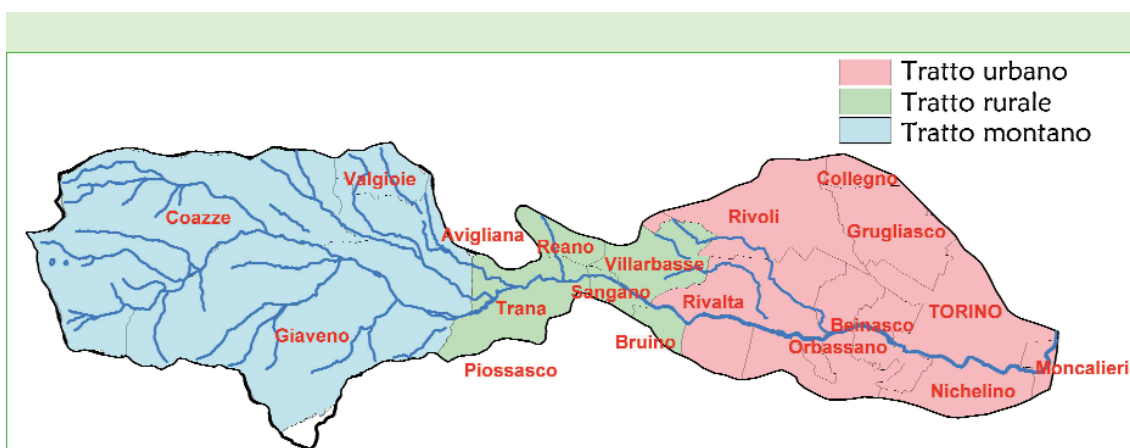 Tratto urbano
Tratto rurale
Tratto montano
Collegno
Valgioie
Coazze
Rivoli
Grugliasco
Avigliana
Reano
Villarbasse
Sangano
Rivalta
Trana
TORINO
Beinasco
Giaveno
Bruino
Orbassano
Piossasco
Moncalieri
Nichelino